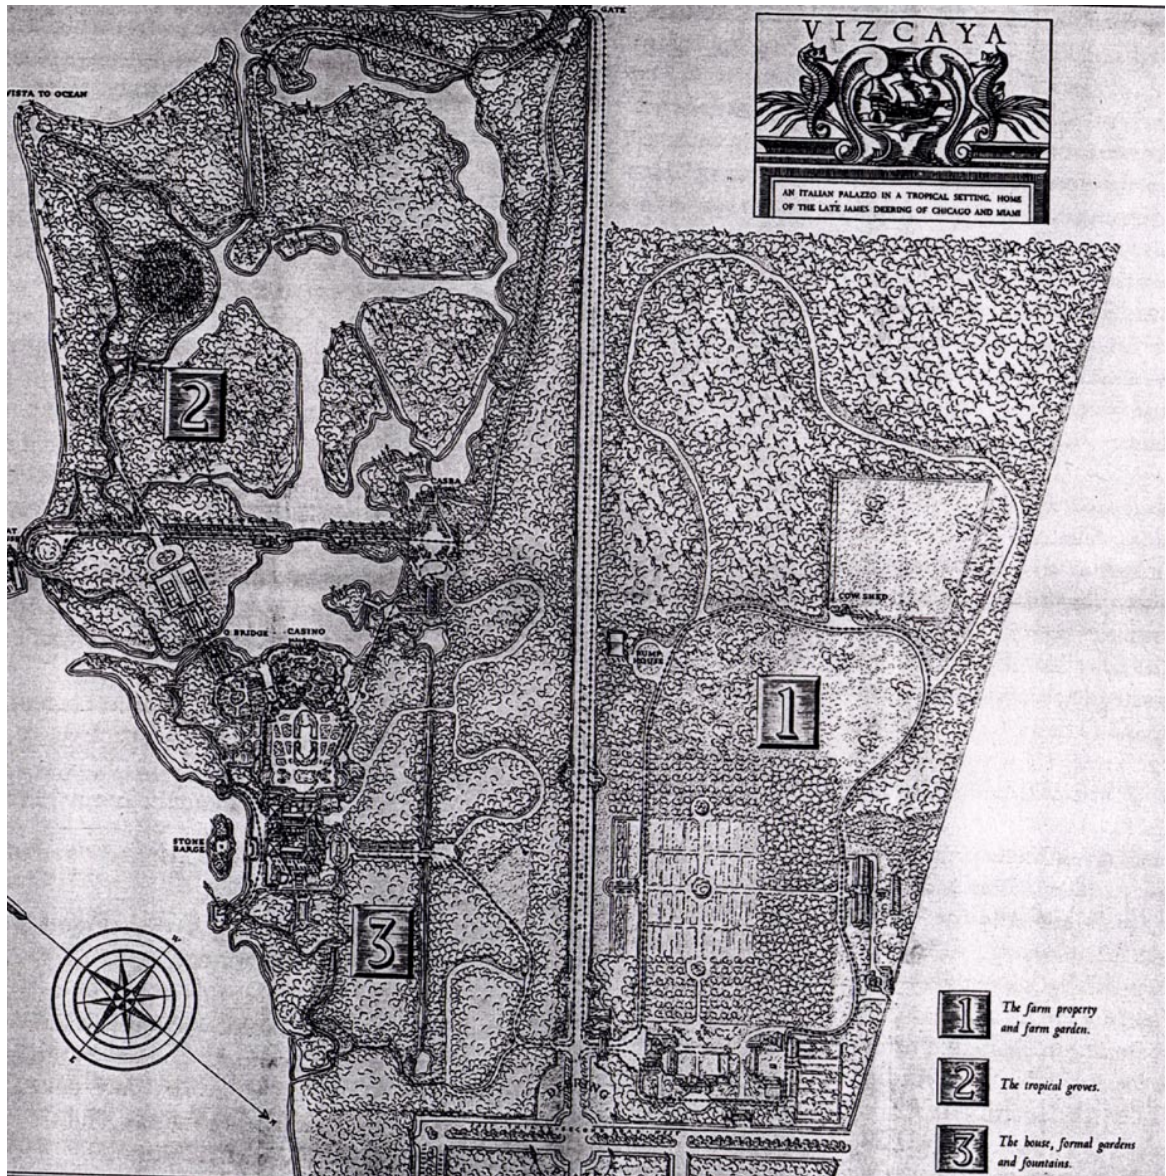 GATE
VIZCAYA
AN ITALIAN PALAZZO IN A TROPICAL SETTING, HOME
OF THE LATE JAMES DEERING OF CHICAGO AND MIAMI
VISTA TO OCEAN
2
CASBA
COW SHED
BRIDGE
CASINO
PUMP
HOUSE
1
STONE
BARGE
3
W
E
N
DEERING
1 The farm property
and farm garden.
2 The tropical groves.
3 The house, formal gardens
and fountains.